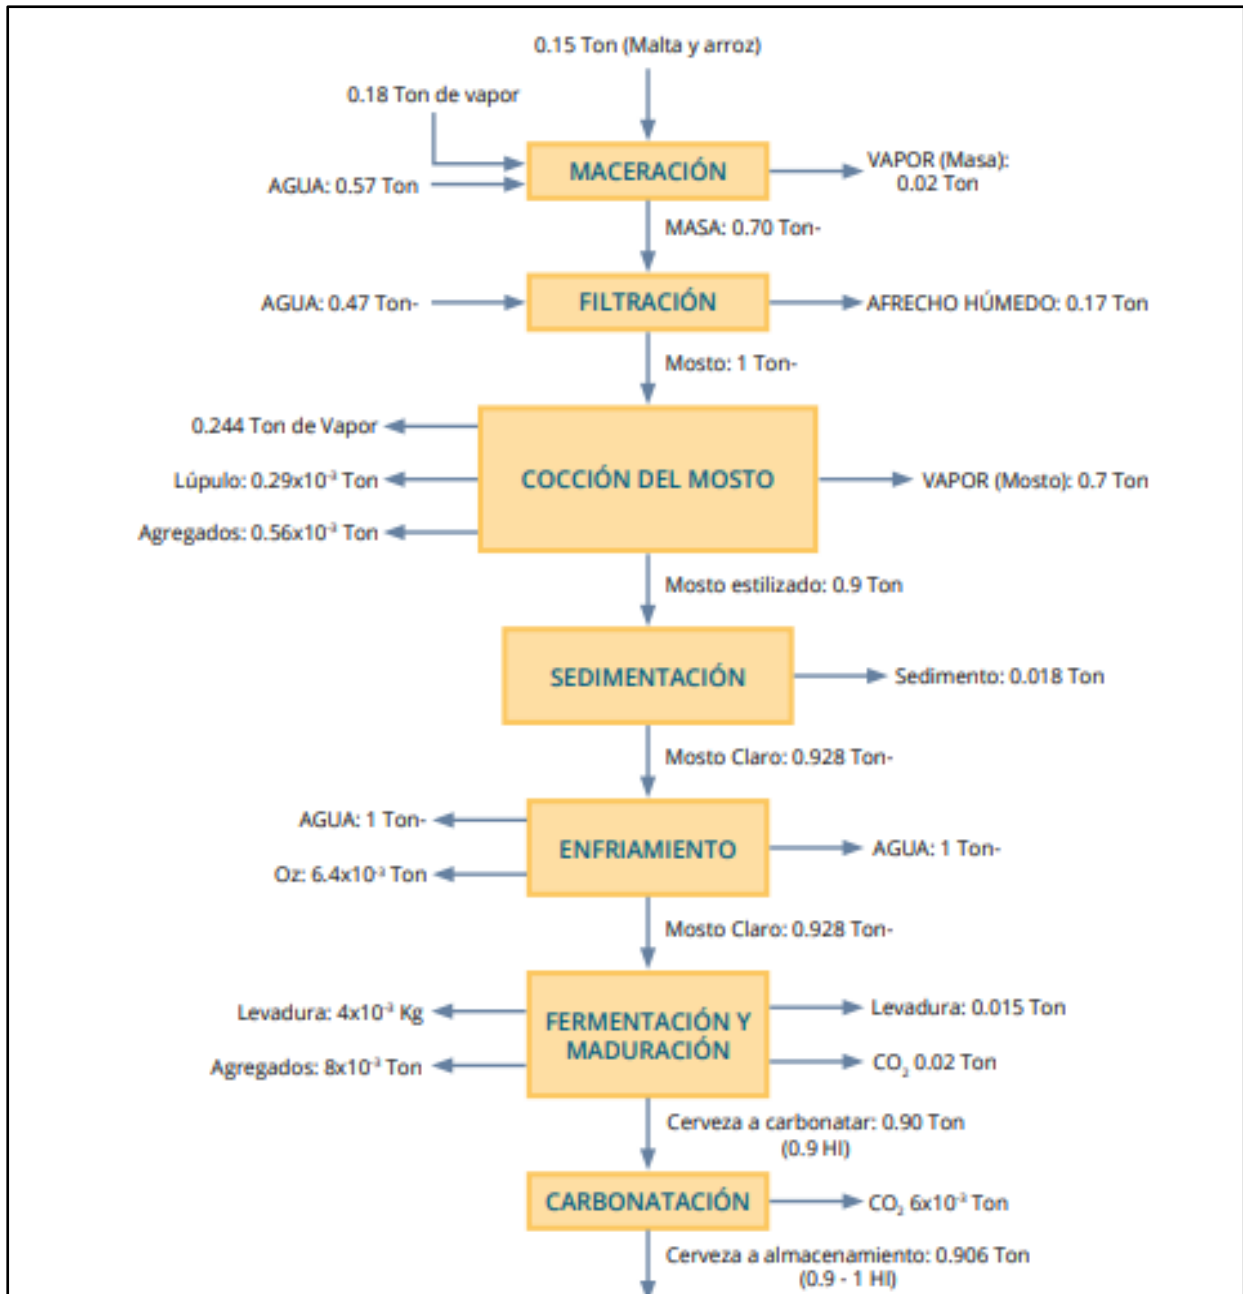 0.15 Ton (Malta y arroz)
0.18 Ton de vapor
AGUA: 0.57 Ton
MACERACIÓN
VAPOR (Masa):
0.02 Ton
MASA: 0.70 Ton-
AGUA: 0.47 Ton-
FILTRACIÓN
AFRECHO HÚMEDO: 0.17 Ton
Mosto: 1 Ton-
0.244 Ton de Vapor
Lúpulo: 0.29x10⁻³ Ton
Agregados: 0.56x10⁻³ Ton
COCCIÓN DEL MOSTO
VAPOR (Mosto): 0.7 Ton
Mosto estilizado: 0.9 Ton
SEDIMENTACIÓN
Sedimento: 0.018 Ton
Mosto Claro: 0.928 Ton-
AGUA: 1 Ton-
Oz: 6.4x10⁻³ Ton
ENFRIAMIENTO
AGUA: 1 Ton-
Mosto Claro: 0.928 Ton-
Levadura: 4x10⁻³ Kg
Agregados: 8x10⁻³ Ton
FERMENTACIÓN Y
MADURACIÓN
Levadura: 0.015 Ton
CO₂ 0.02 Ton
Cerveza a carbonatar: 0.90 Ton
(0.9 Hl)
CARBONATACIÓN
CO₂ 6x10⁻³ Ton
Cerveza a almacenamiento: 0.906 Ton
(0.9 - 1 Hl)